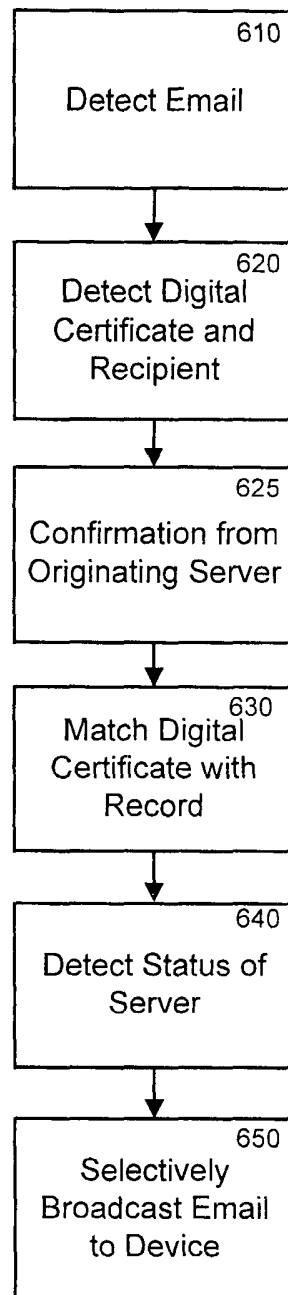 610
Detect Email
620
Detect Digital
Certificate and
Recipient
625
Confirmation from
Originating Server
630
Match Digital
Certificate with
Record
640
Detect Status of
Server
650
Selectively
Broadcast Email
to Device